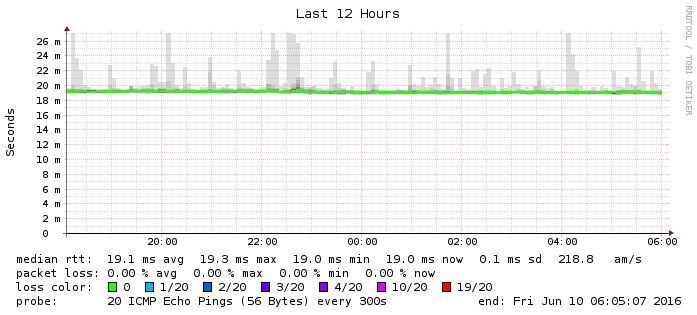 Last 12 Hours
RRDTOOL / TOBI OETIKER
Seconds
26 m
24 m
22 m
20 m
18 m
16 m
14 m
12 m
10 m
8 m
6 m
4 m
2 m
0
20:00 22:00 00:00 02:00 04:00 06:00
median rtt: 19.1 ms avg 19.3 ms max 19.0 ms min 19.0 ms now 0.1 ms sd 218.8 am/s
packet loss: 0.00 % avg 0.00 % max 0.00 % min 0.00 % now
loss color: 0 1/20 2/20 3/20 4/20 10/20 19/20
probe: 20 ICMP Echo Pings (56 Bytes) every 300s end: Fri Jun 10 06:05:07 2016